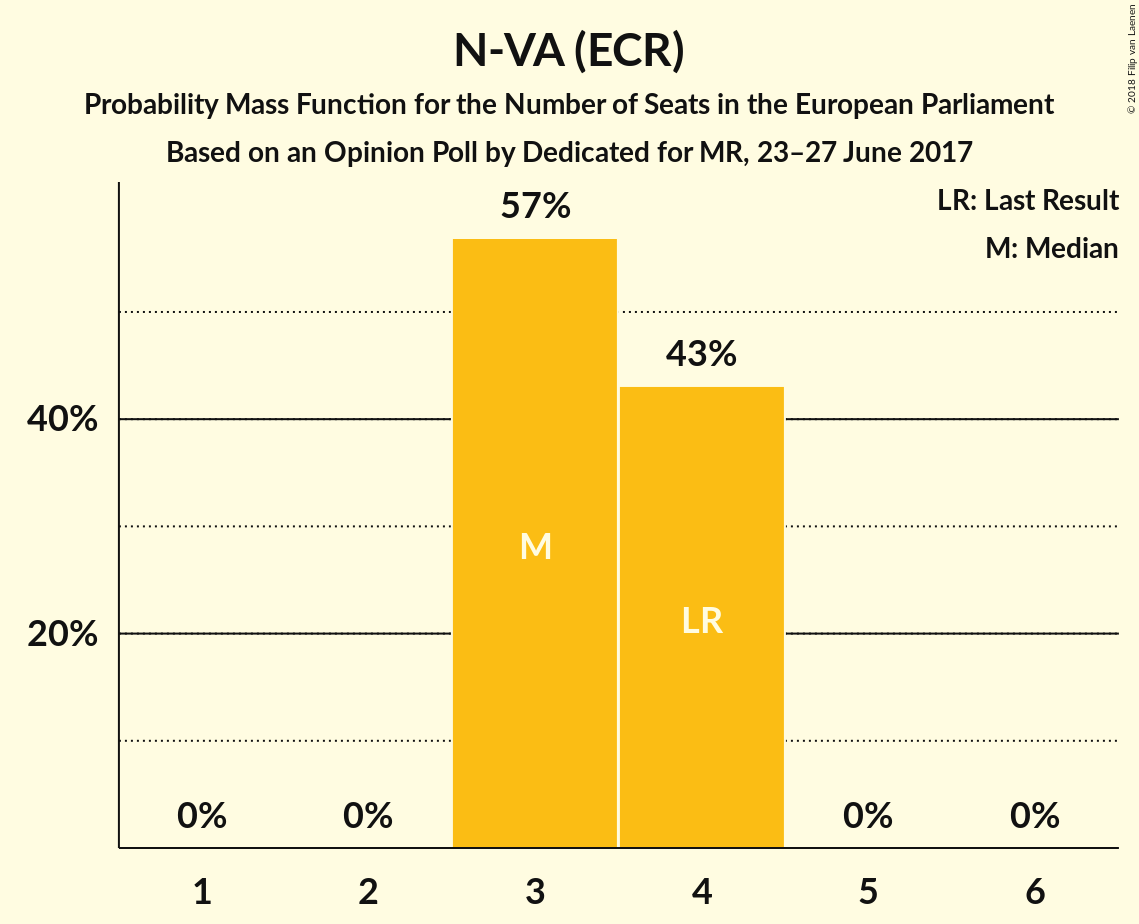 N-VA (ECR)
Probability Mass Function for the Number of Seats in the European Parliament
Based on an Opinion Poll by Dedicated for MR, 23–27 June 2017
© 2018 Filip van Laenen
LR: Last Result
M: Median
57%
43%
40%
M
LR
20%
0% 0% 0% 0%
1 2 3 4 5 6